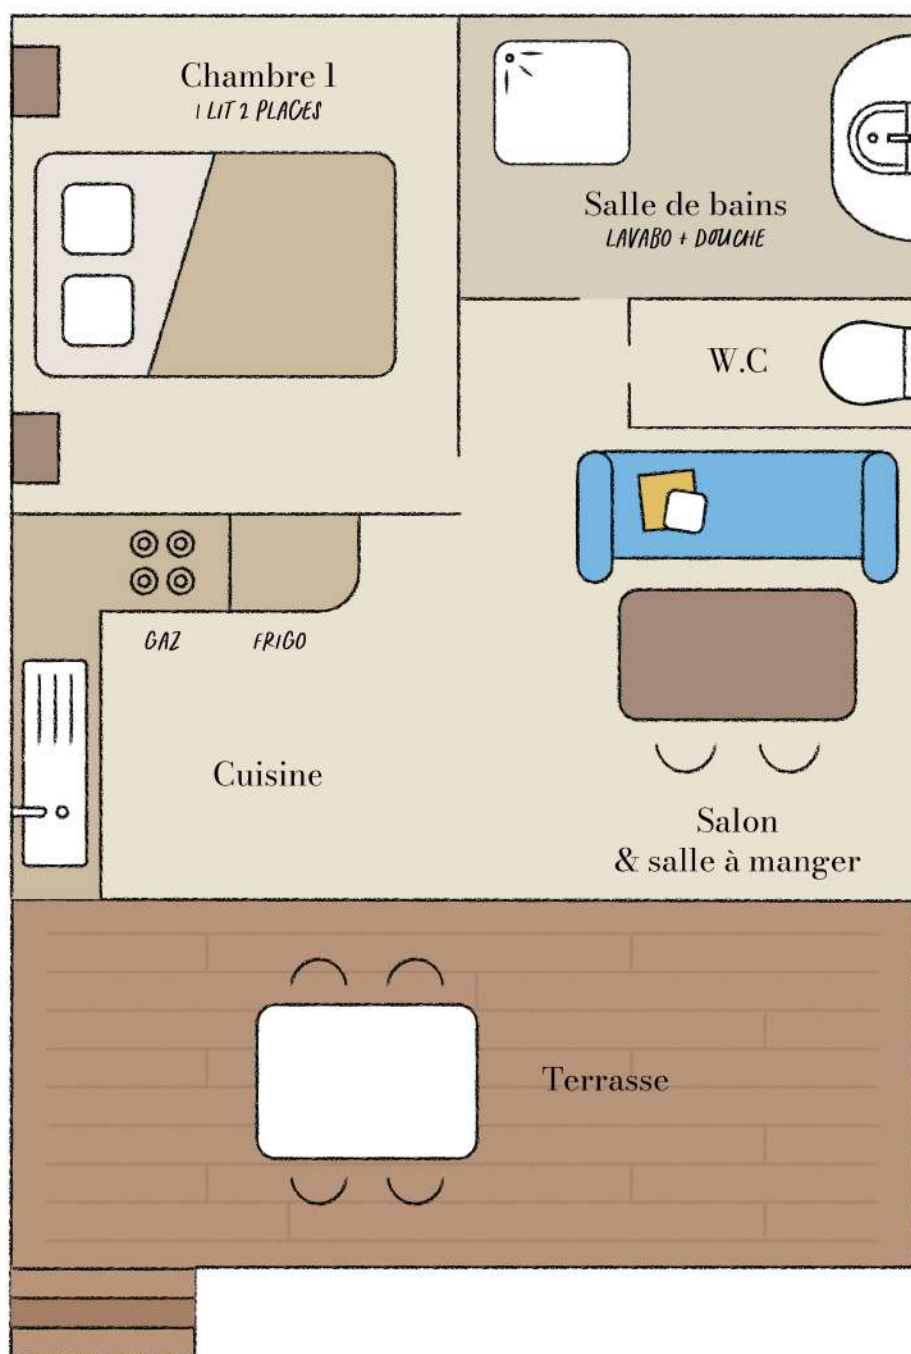 Chambre 1
1 LIT 2 PLACES
Salle de bains
LAVABO + DOUCHE
W.C
GAZ
FRIGO
Cuisine
Salon
& salle à manger
Terrasse